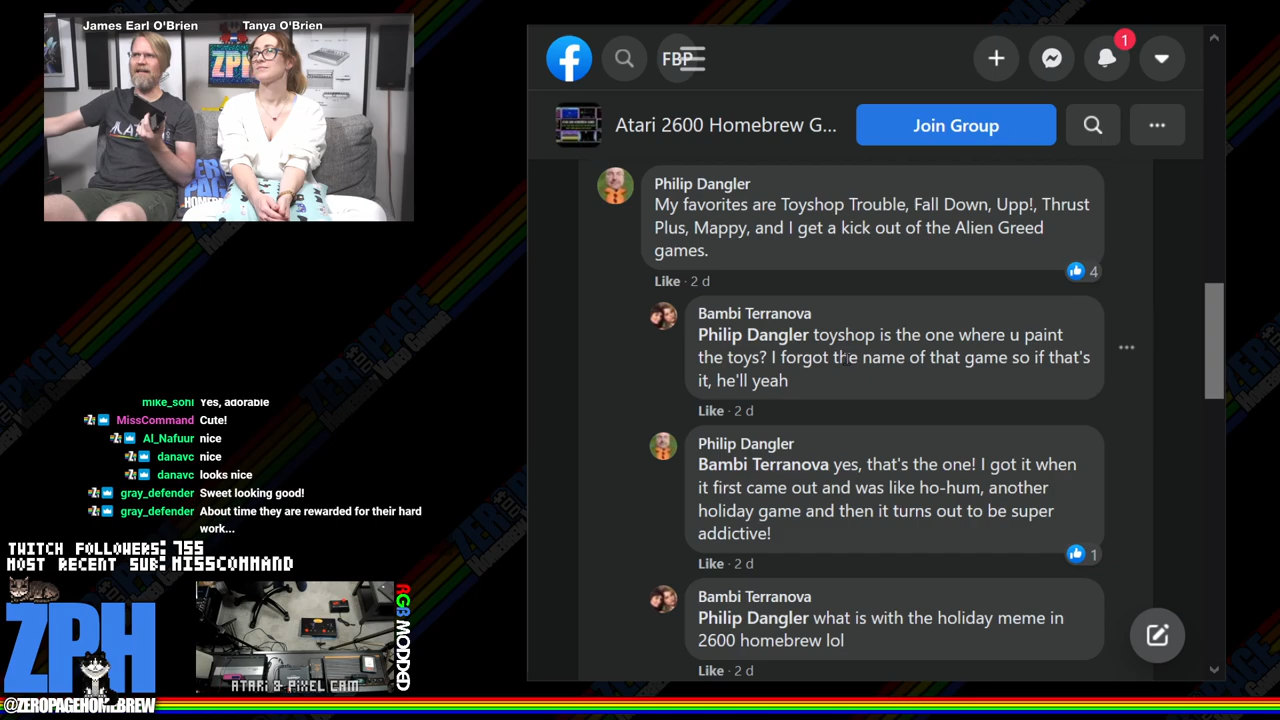 James Earl O'Brien
Tanya O'Brien
ZPH
MAT
ZERO
PAGE
HOMEBREW
mike_sohl Yes, adorable
MissCommand Cute!
Al_Nafuur nice
danavc nice
danavc looks nice
gray_defender Sweet looking good!
gray_defender About time they are rewarded for their hard
work...
TWITCH FOLLOWERS: 755
MOST RECENT SUB: MISSCOMMAND
ZPH
RGB MODDED
ATARI & PIXEL CAM
@ZEROPAGEHOMEBREW
FBP
1
Atari 2600 Homebrew G...
Join Group
Philip Dangler
My favorites are Toyshop Trouble, Fall Down, Upp!, Thrust
Plus, Mappy, and I get a kick out of the Alien Greed
games.
4
Like · 2 d
Bambi Terranova
Philip Dangler toyshop is the one where u paint
the toys? I forgot the name of that game so if that's
it, he'll yeah
Like · 2 d
Philip Dangler
Bambi Terranova yes, that's the one! I got it when
it first came out and was like ho-hum, another
holiday game and then it turns out to be super
addictive!
1
Like · 2 d
Bambi Terranova
Philip Dangler what is with the holiday meme in
2600 homebrew lol
Like · 2 d